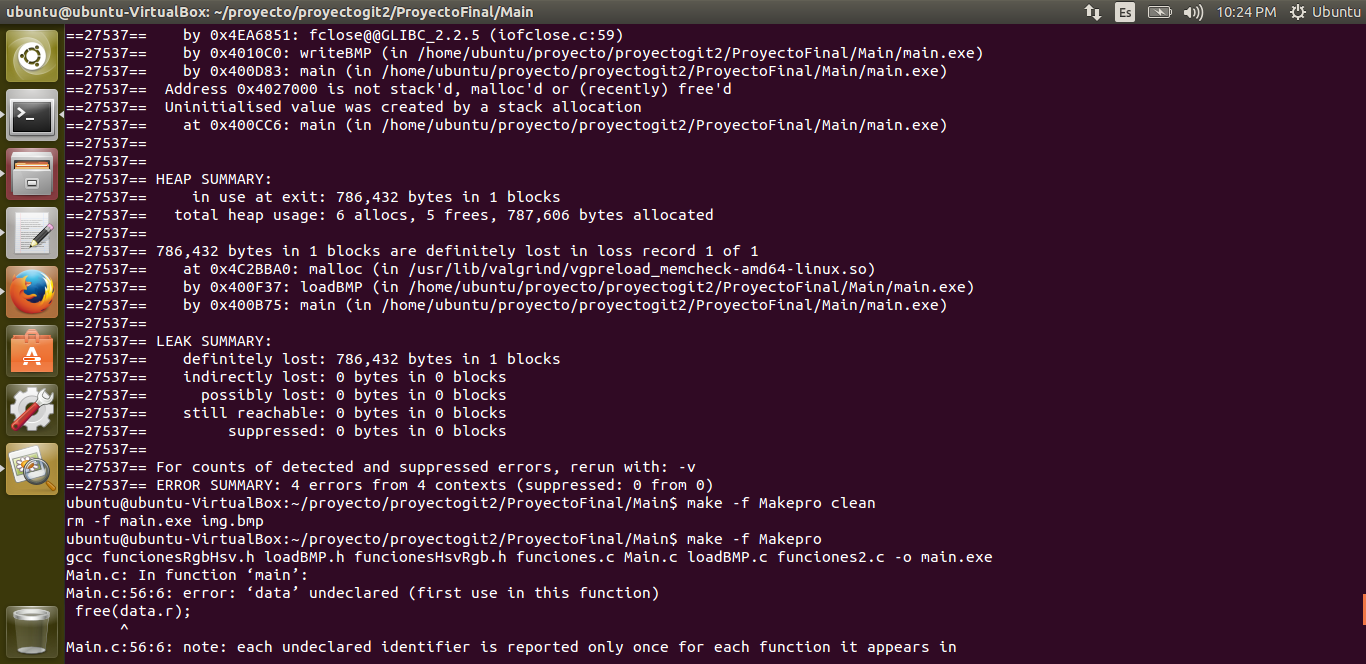 ubuntu@ubuntu-VirtualBox: ~/proyecto/proyectogit2/ProyectoFinal/Main
Es
10:24 PM
Ubuntu
==27537==    by 0x4EA6851: fclose@@GLIBC_2.2.5 (iofclose.c:59)
==27537==    by 0x4010C0: writeBMP (in /home/ubuntu/proyecto/proyectogit2/ProyectoFinal/Main/main.exe)
==27537==    by 0x400D83: main (in /home/ubuntu/proyecto/proyectogit2/ProyectoFinal/Main/main.exe)
==27537==  Address 0x4027000 is not stack'd, malloc'd or (recently) free'd
==27537==  Uninitialised value was created by a stack allocation
==27537==    at 0x400CC6: main (in /home/ubuntu/proyecto/proyectogit2/ProyectoFinal/Main/main.exe)
==27537==
==27537==
==27537== HEAP SUMMARY:
==27537==     in use at exit: 786,432 bytes in 1 blocks
==27537==   total heap usage: 6 allocs, 5 frees, 787,606 bytes allocated
==27537==
==27537== 786,432 bytes in 1 blocks are definitely lost in loss record 1 of 1
==27537==    at 0x4C2BBA0: malloc (in /usr/lib/valgrind/vgpreload_memcheck-amd64-linux.so)
==27537==    by 0x400F37: loadBMP (in /home/ubuntu/proyecto/proyectogit2/ProyectoFinal/Main/main.exe)
==27537==    by 0x400B75: main (in /home/ubuntu/proyecto/proyectogit2/ProyectoFinal/Main/main.exe)
==27537==
==27537== LEAK SUMMARY:
==27537==    definitely lost: 786,432 bytes in 1 blocks
==27537==    indirectly lost: 0 bytes in 0 blocks
==27537==      possibly lost: 0 bytes in 0 blocks
==27537==    still reachable: 0 bytes in 0 blocks
==27537==         suppressed: 0 bytes in 0 blocks
==27537==
==27537== For counts of detected and suppressed errors, rerun with: -v
==27537== ERROR SUMMARY: 4 errors from 4 contexts (suppressed: 0 from 0)
ubuntu@ubuntu-VirtualBox:~/proyecto/proyectogit2/ProyectoFinal/Main$ make -f Makepro clean
rm -f main.exe img.bmp
ubuntu@ubuntu-VirtualBox:~/proyecto/proyectogit2/ProyectoFinal/Main$ make -f Makepro
gcc funcionesRgbHsv.h loadBMP.h funcionesHsvRgb.h funciones.c Main.c loadBMP.c funciones2.c -o main.exe
Main.c: In function ‘main’:
Main.c:56:6: error: ‘data’ undeclared (first use in this function)
 free(data.r);
      ^
Main.c:56:6: note: each undeclared identifier is reported only once for each function it appears in